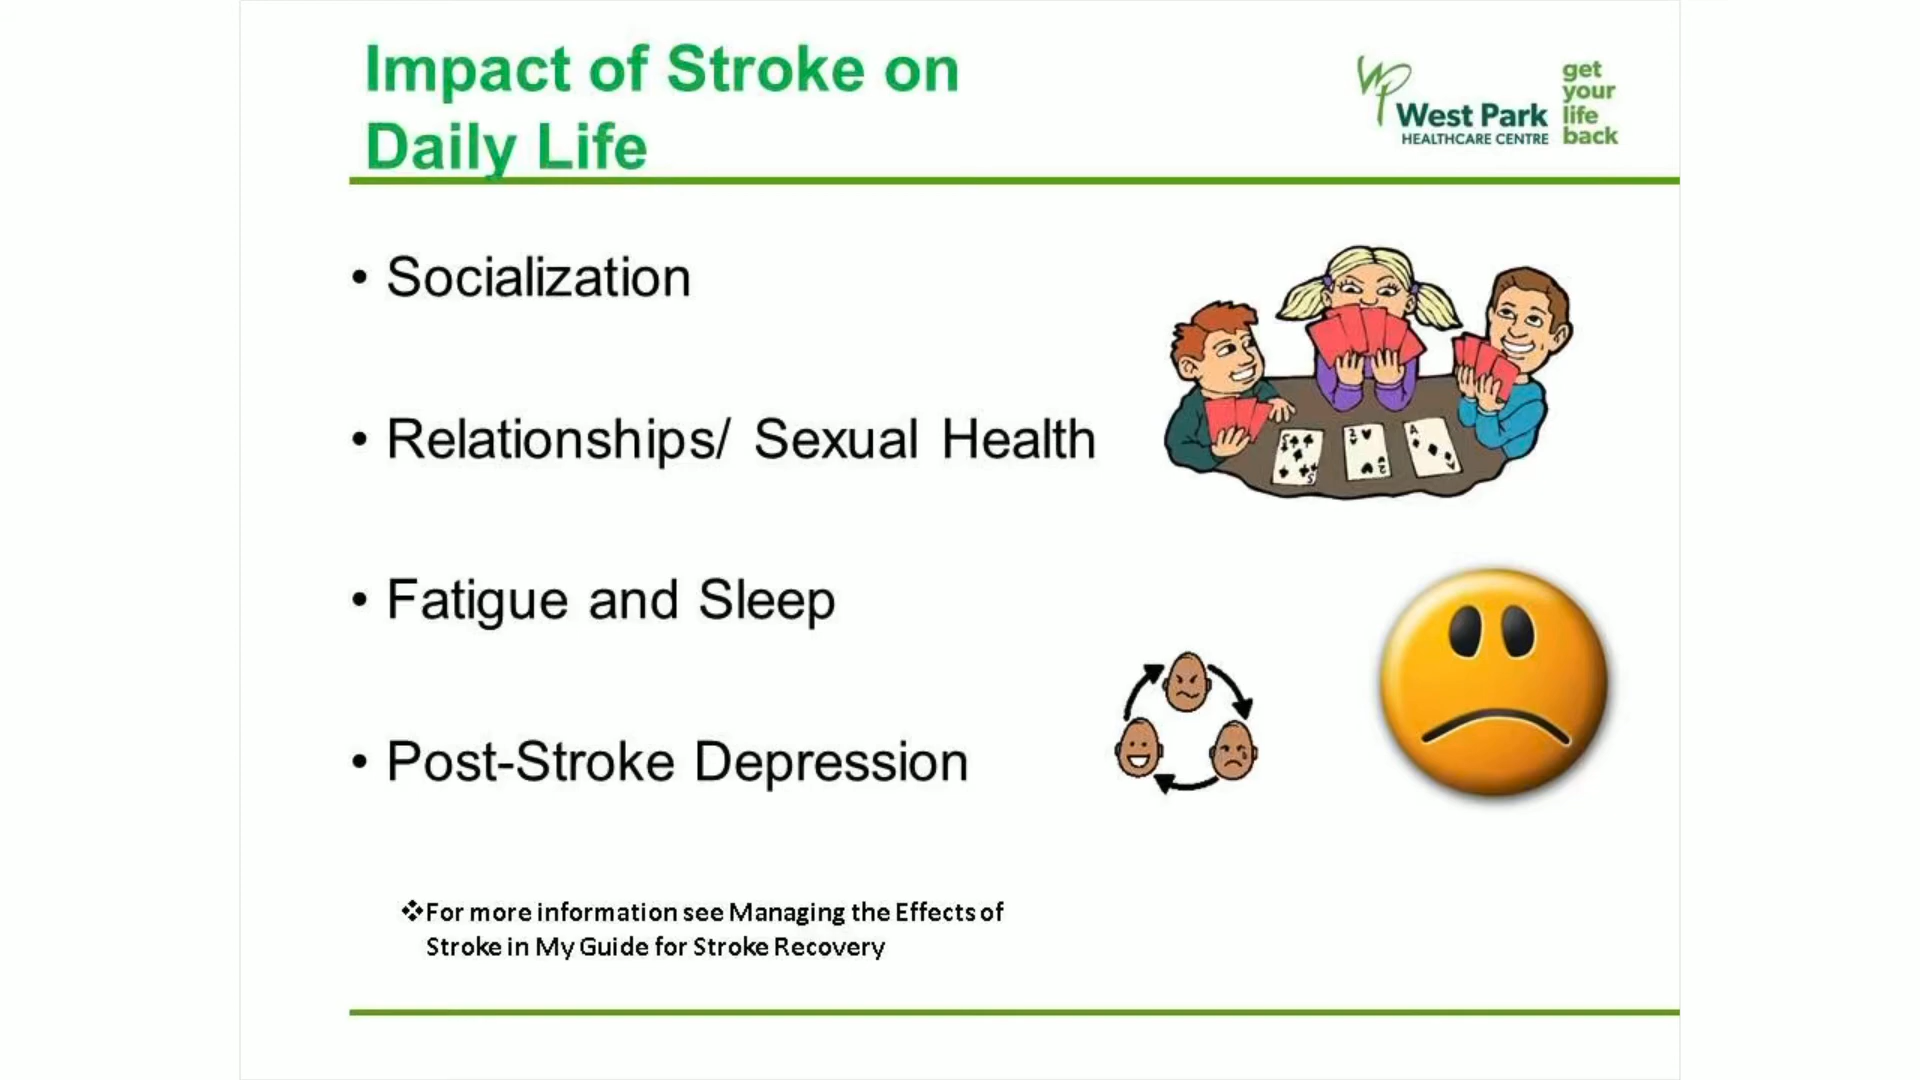 Impact of Stroke on
Daily Life
West Park
HEALTHCARE CENTRE
get
your
life
back
• Socialization
• Relationships/ Sexual Health
• Fatigue and Sleep
• Post-Stroke Depression
❖For more information see Managing the Effects of
Stroke in My Guide for Stroke Recovery